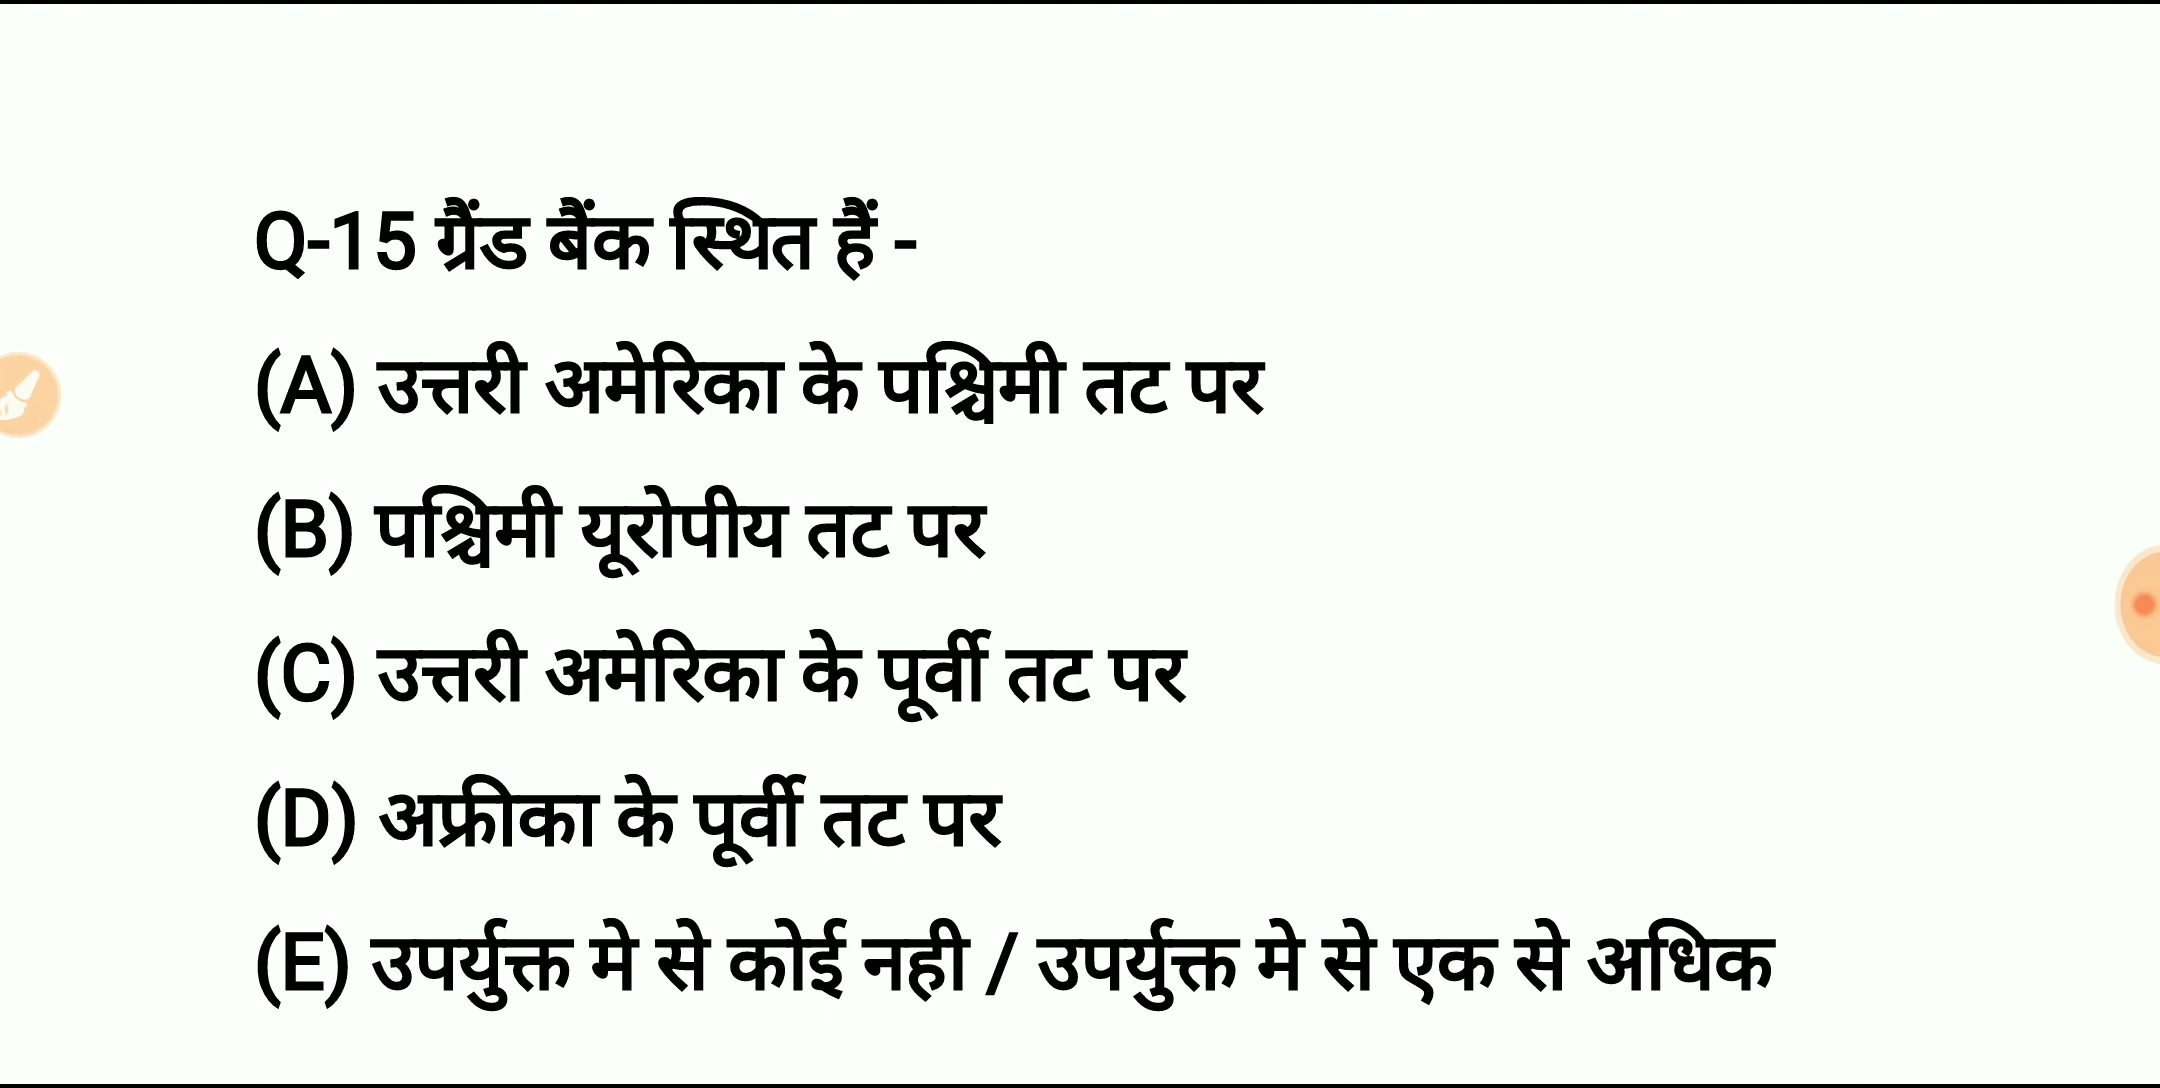 Q-15 ग्रैंड बैंक स्थित हैं -
(A) उत्तरी अमेरिका के पश्चिमी तट पर
(B) पश्चिमी यूरोपीय तट पर
(C) उत्तरी अमेरिका के पूर्वी तट पर
(D) अफ्रीका के पूर्वी तट पर
(E) उपर्युक्त मे से कोई नही / उपर्युक्त मे से एक से अधिक